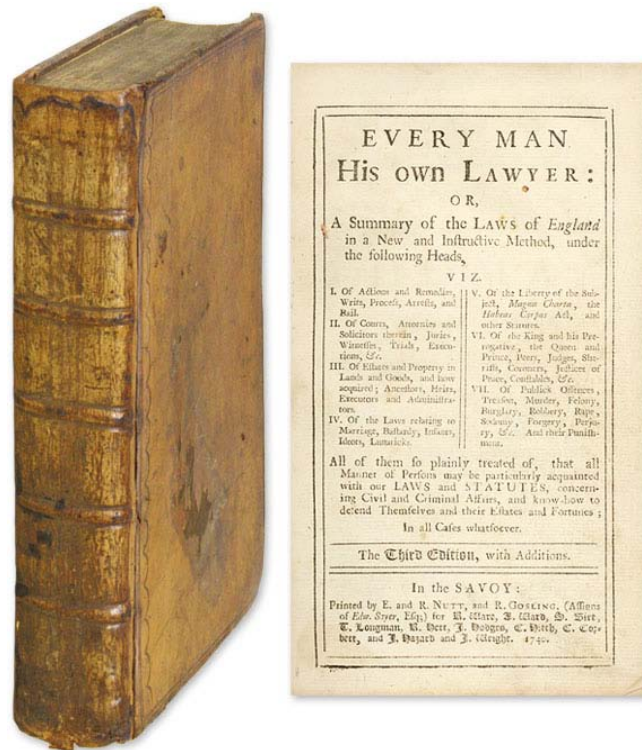 EVERY MAN
His own LAWYER:
OR,
A Summary of the LAWS of England
in a New and Instructive Method, under
the following Heads,
VIZ.
I. Of Actions and Remedies,
Writs, Process, Arrests, and
Bail.
II. Of Courts, Attornies and
Solicitors therein, Juries,
Witnesses, Trials, Execu-
tions, &c.
III. Of Estates and Property in
Lands and Goods, and how
acquired; Ancestors, Heirs,
Executors and Administra-
tors.
IV. Of the Laws relating to
Marriage, Bastardy, Infants,
Ideots, Lunaticks.
V. Of the Liberty of the Sub-
ject, Magna Charta, the
Habeas Corpus Act, and
other Statutes.
VI. Of the King and his Pre-
rogative, the Queen and
Prince, Peers, Judges, She-
riffs, Coroners, Justices of
Peace, Constables, &c.
VII. Of Publick Offences,
Treason, Murder, Felony,
Burglary, Robbery, Rape,
Sodomy, Forgery, Perju-
ry, &c. And their Punish-
ment.
All of them so plainly treated of, that all
Manner of Persons may be particularly acquainted
with our LAWS and STATUTES, concern-
ing Civil and Criminal Affairs, and know how to
defend Themselves and their Estates and Fortunes;
In all Cases whatsoever.
The Third Edition, with Additions.
In the SAVOY:
Printed by E. and R. NUTT, and R. GOSLING, (Assigns
of Edw. Sayer, Esq;) for R. Ware, A. Ward, S. Birt,
T. Longman, R. Hett, J. Hodges, C. Hitch, C. Cor-
bett, and J. Hazard and J. Wright. 1740.